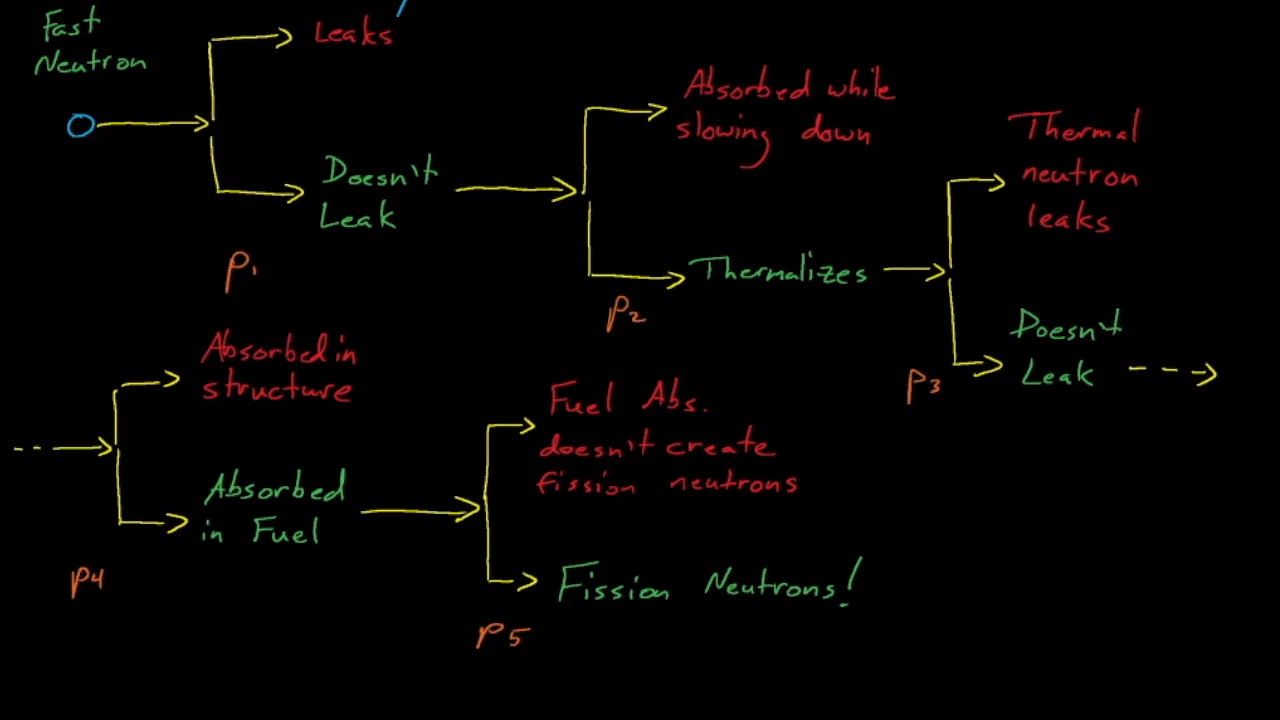 Fast
Neutron
Leaks
Doesn't
Leak
P1
Absorbed while
slowing down
Thermalizes
P2
Thermal
neutron
leaks
Doesn't
Leak
P3
Absorbed in
structure
Absorbed
in Fuel
P4
Fuel Abs.
doesn't create
fission neutrons
Fission Neutrons!
P5